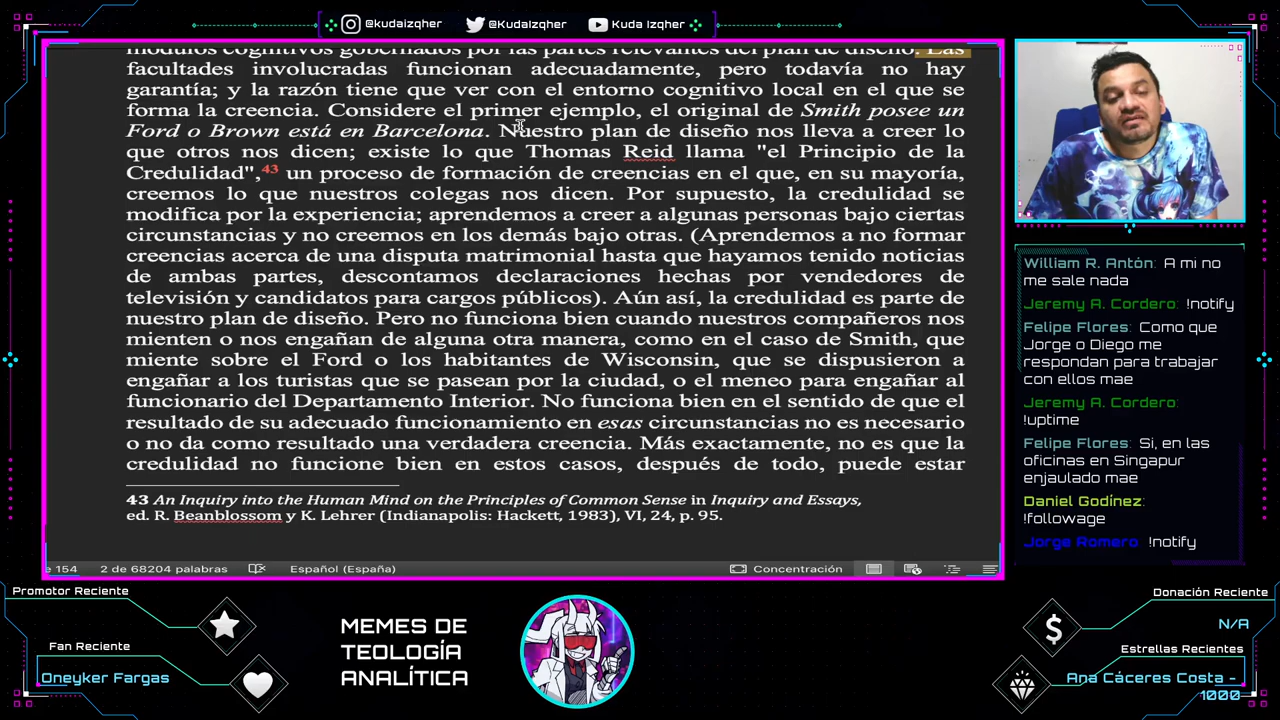 @kudaizqher
@KudaIzqher
Kuda Izqher
módulos cognitivos gobernados por las partes relevantes del plan de diseño. Las
facultades involucradas funcionan adecuadamente, pero todavía no hay
garantía; y la razón tiene que ver con el entorno cognitivo local en el que se
forma la creencia. Considere el primer ejemplo, el original de Smith posee un
Ford o Brown está en Barcelona. Nuestro plan de diseño nos lleva a creer lo
que otros nos dicen; existe lo que Thomas Reid llama "el Principio de la
Credulidad",43 un proceso de formación de creencias en el que, en su mayoría,
creemos lo que nuestros colegas nos dicen. Por supuesto, la credulidad se
modifica por la experiencia; aprendemos a creer a algunas personas bajo ciertas
circunstancias y no creemos en los demás bajo otras. (Aprendemos a no formar
creencias acerca de una disputa matrimonial hasta que hayamos tenido noticias
de ambas partes, descontamos declaraciones hechas por vendedores de
televisión y candidatos para cargos públicos). Aún así, la credulidad es parte de
nuestro plan de diseño. Pero no funciona bien cuando nuestros compañeros nos
mienten o nos engañan de alguna otra manera, como en el caso de Smith, que
miente sobre el Ford o los habitantes de Wisconsin, que se dispusieron a
engañar a los turistas que se pasean por la ciudad, o el meneo para engañar al
funcionario del Departamento Interior. No funciona bien en el sentido de que el
resultado de su adecuado funcionamiento en esas circunstancias no es necesario
o no da como resultado una verdadera creencia. Más exactamente, no es que la
credulidad no funcione bien en estos casos, después de todo, puede estar
43 An Inquiry into the Human Mind on the Principles of Common Sense in Inquiry and Essays,
ed. R. Beanblossom y K. Lehrer (Indianapolis: Hackett, 1983), VI, 24, p. 95.
e 154 2 de 68204 palabras Español (España) Concentración
William R. Antón: A mi no
me sale nada
Jeremy A. Cordero: !notify
Felipe Flores: Como que
Jorge o Diego me
respondan para trabajar
con ellos mae
Jeremy A. Cordero:
!uptime
Felipe Flores: Si, en las
oficinas en Singapur
enjaulado mae
Daniel Godínez:
!followage
Jorge Romero: !notify
Promotor Reciente
Fan Reciente
Oneyker Fargas
MEMES DE
TEOLOGÍA
ANALÍTICA
Donación Reciente
N/A
Estrellas Recientes
Ana Cáceres Costa -
1000